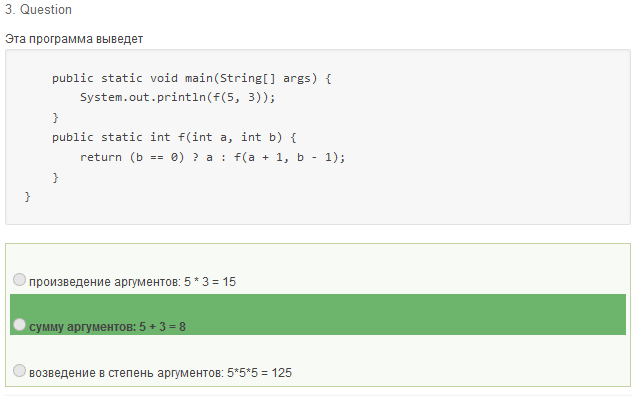 3. Question
Эта программа выведет
public static void main(String[] args) {
System.out.println(f(5, 3));
}
public static int f(int a, int b) {
return (b == 0) ? a : f(a + 1, b - 1);
}
}
произведение аргументов: 5 * 3 = 15
сумму аргументов: 5 + 3 = 8
возведение в степень аргументов: 5*5*5 = 125